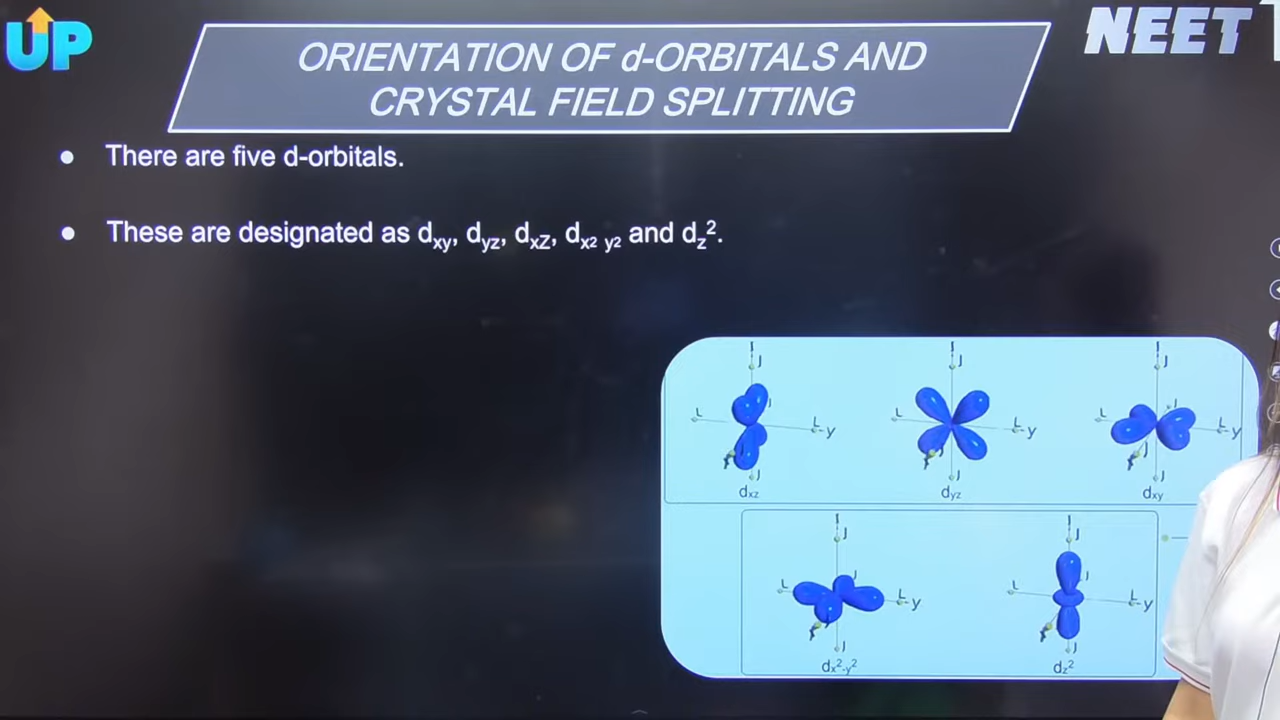 UP
NEET
ORIENTATION OF d-ORBITALS AND
CRYSTAL FIELD SPLITTING
● There are five d-orbitals.
● These are designated as dxy, dyz, dxZ, dx2 y2 and dz².
L L y
L L y
L L y
dxz dyz dxy
L L y
L L y
dx²-y² dz²